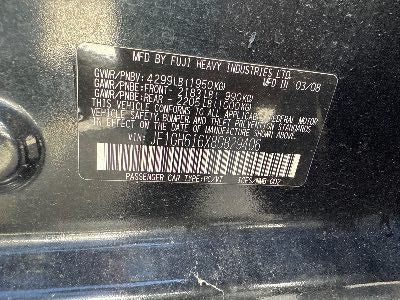 MFD BY FUJI HEAVY INDUSTRIES LTD.
GVWR/PNBV: 4299LB(1950KG) IN 03/08
GAWR/PNBE:FRONT- 2183LB( 990KG)
GAWR/PNBE:REAR - 2205LB(1000KG)
THIS VEHICLE CONFORMS TO ALL APPLICABLE FEDERAL MOTOR
VEHICLE SAFETY, BUMPER AND THEFT PREVENTION STANDARDS
IN EFFECT ON THE DATE OF MANUFACTURE SHOWN ABOVE.
VIN:
PASSENGER CAR TYPE:PC/VT